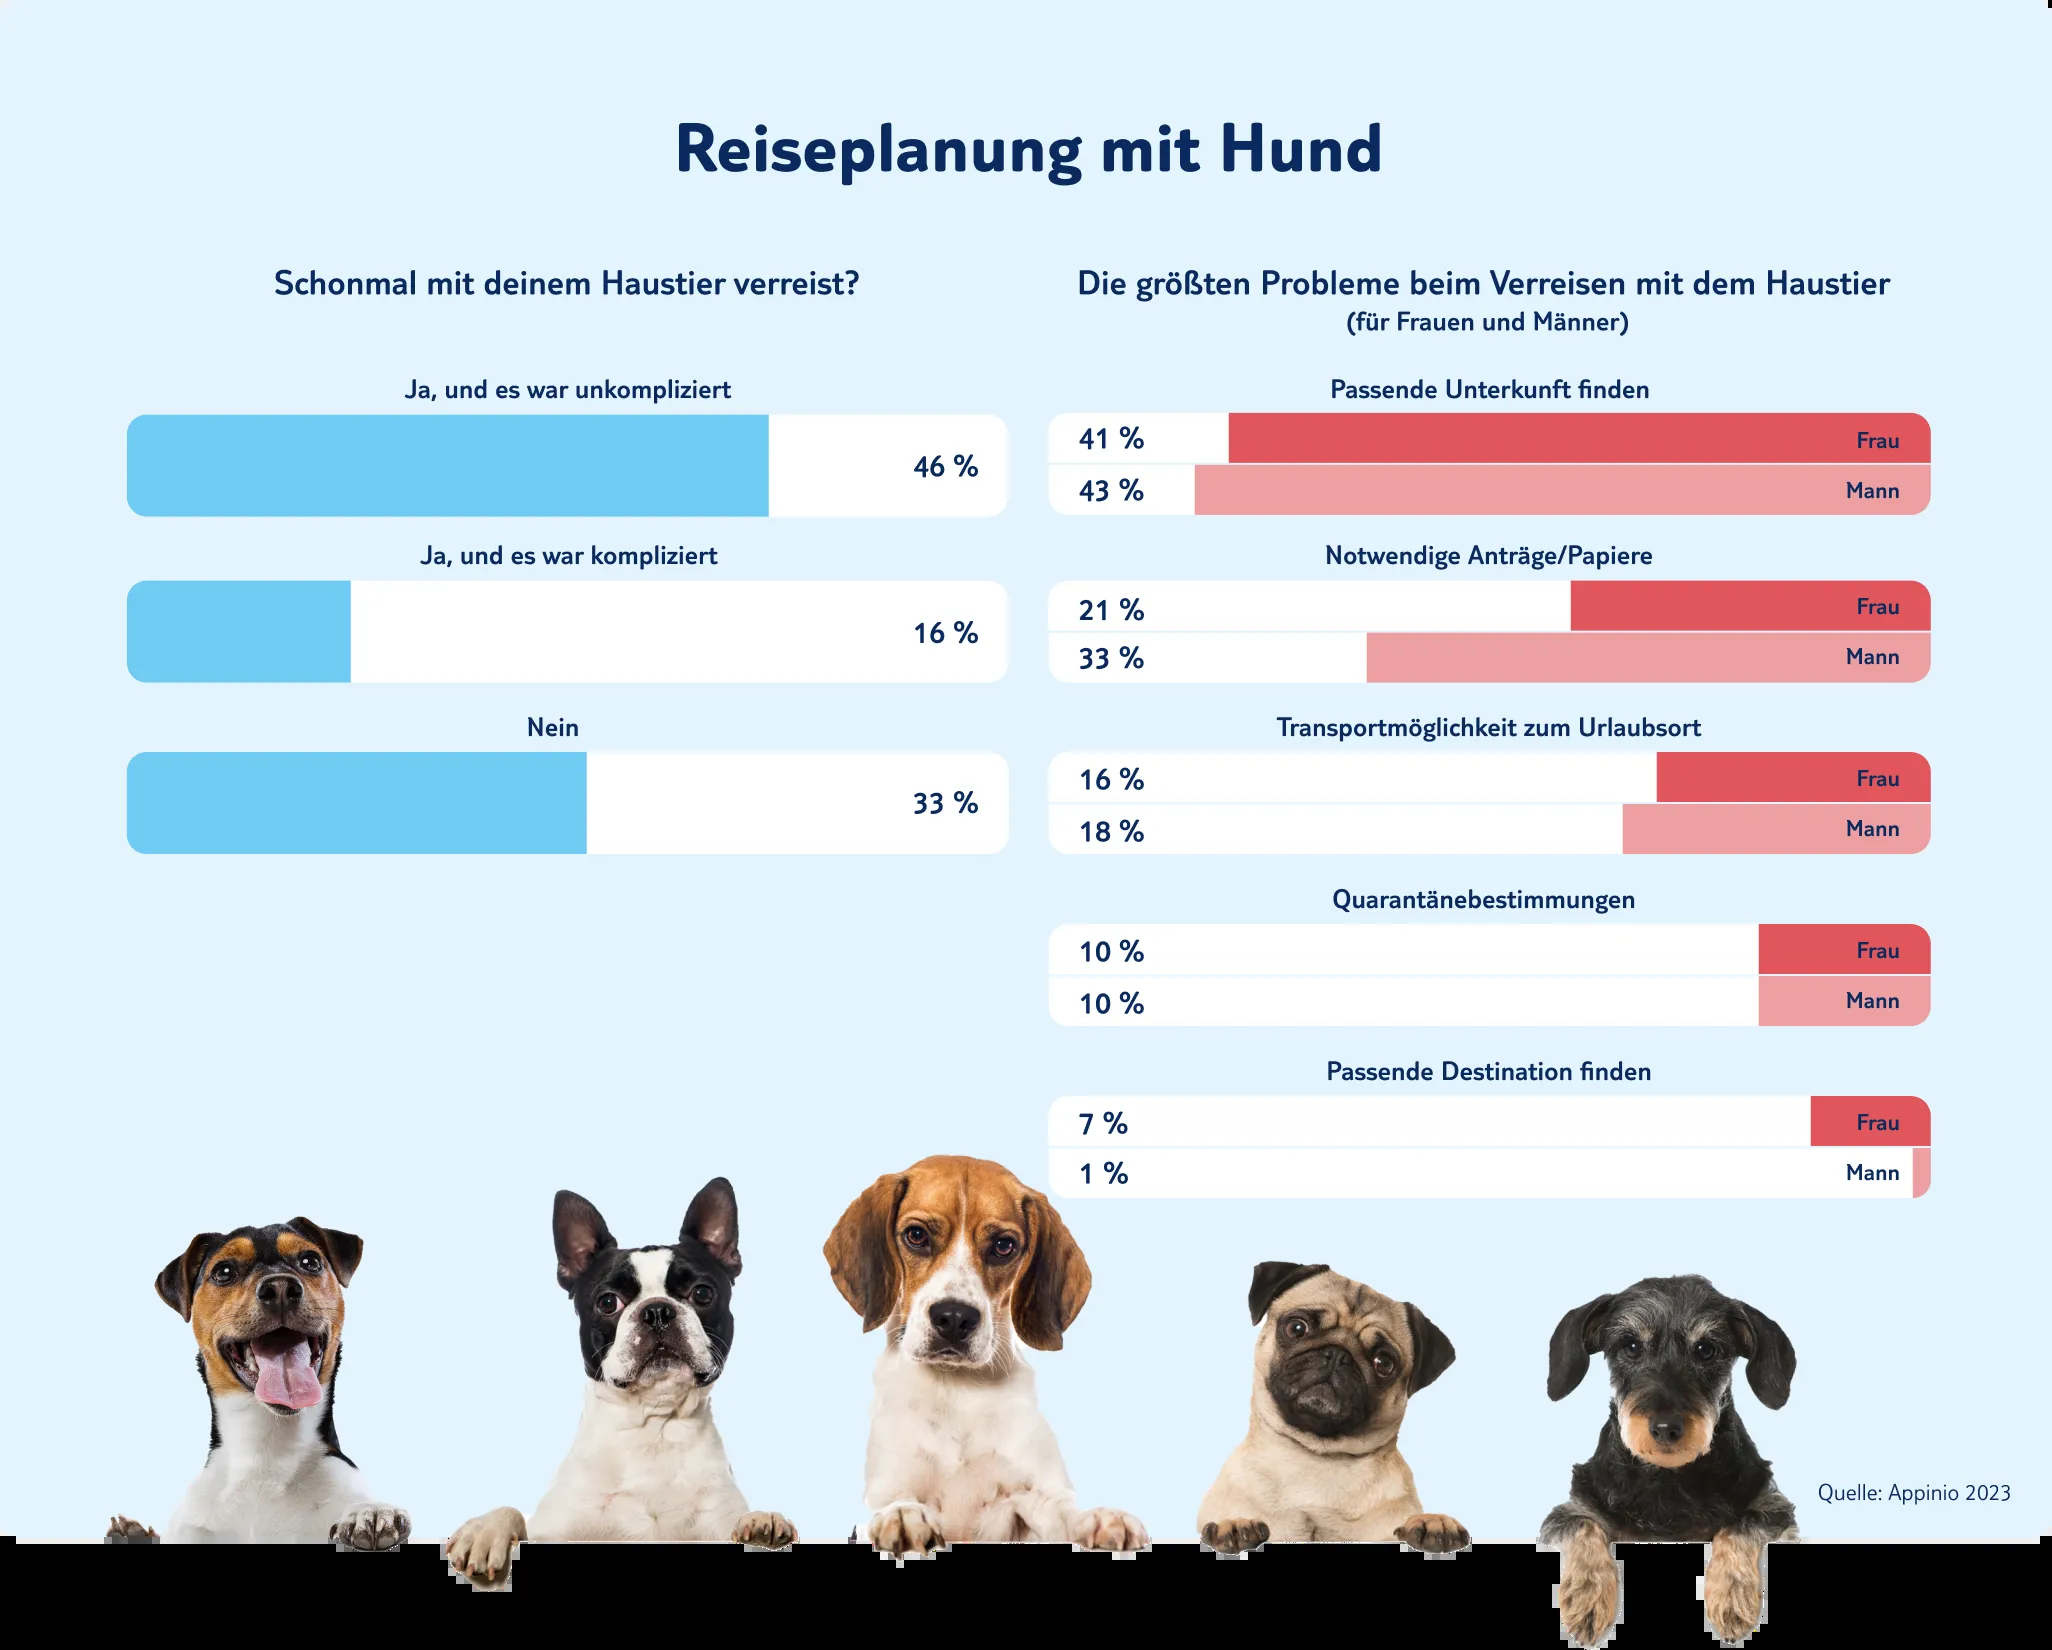 Reiseplanung mit Hund
Schonmal mit deinem Haustier verreist?
Ja, und es war unkompliziert
46 %
Ja, und es war kompliziert
16 %
Nein
33 %
Die größten Probleme beim Verreisen mit dem Haustier
(für Frauen und Männer)
Passende Unterkunft finden
41 % Frau
43 % Mann
Notwendige Anträge/Papiere
21 % Frau
33 % Mann
Transportmöglichkeit zum Urlaubsort
16 % Frau
18 % Mann
Quarantänebestimmungen
10 % Frau
10 % Mann
Passende Destination finden
7 % Frau
1 % Mann
Quelle: Appinio 2023